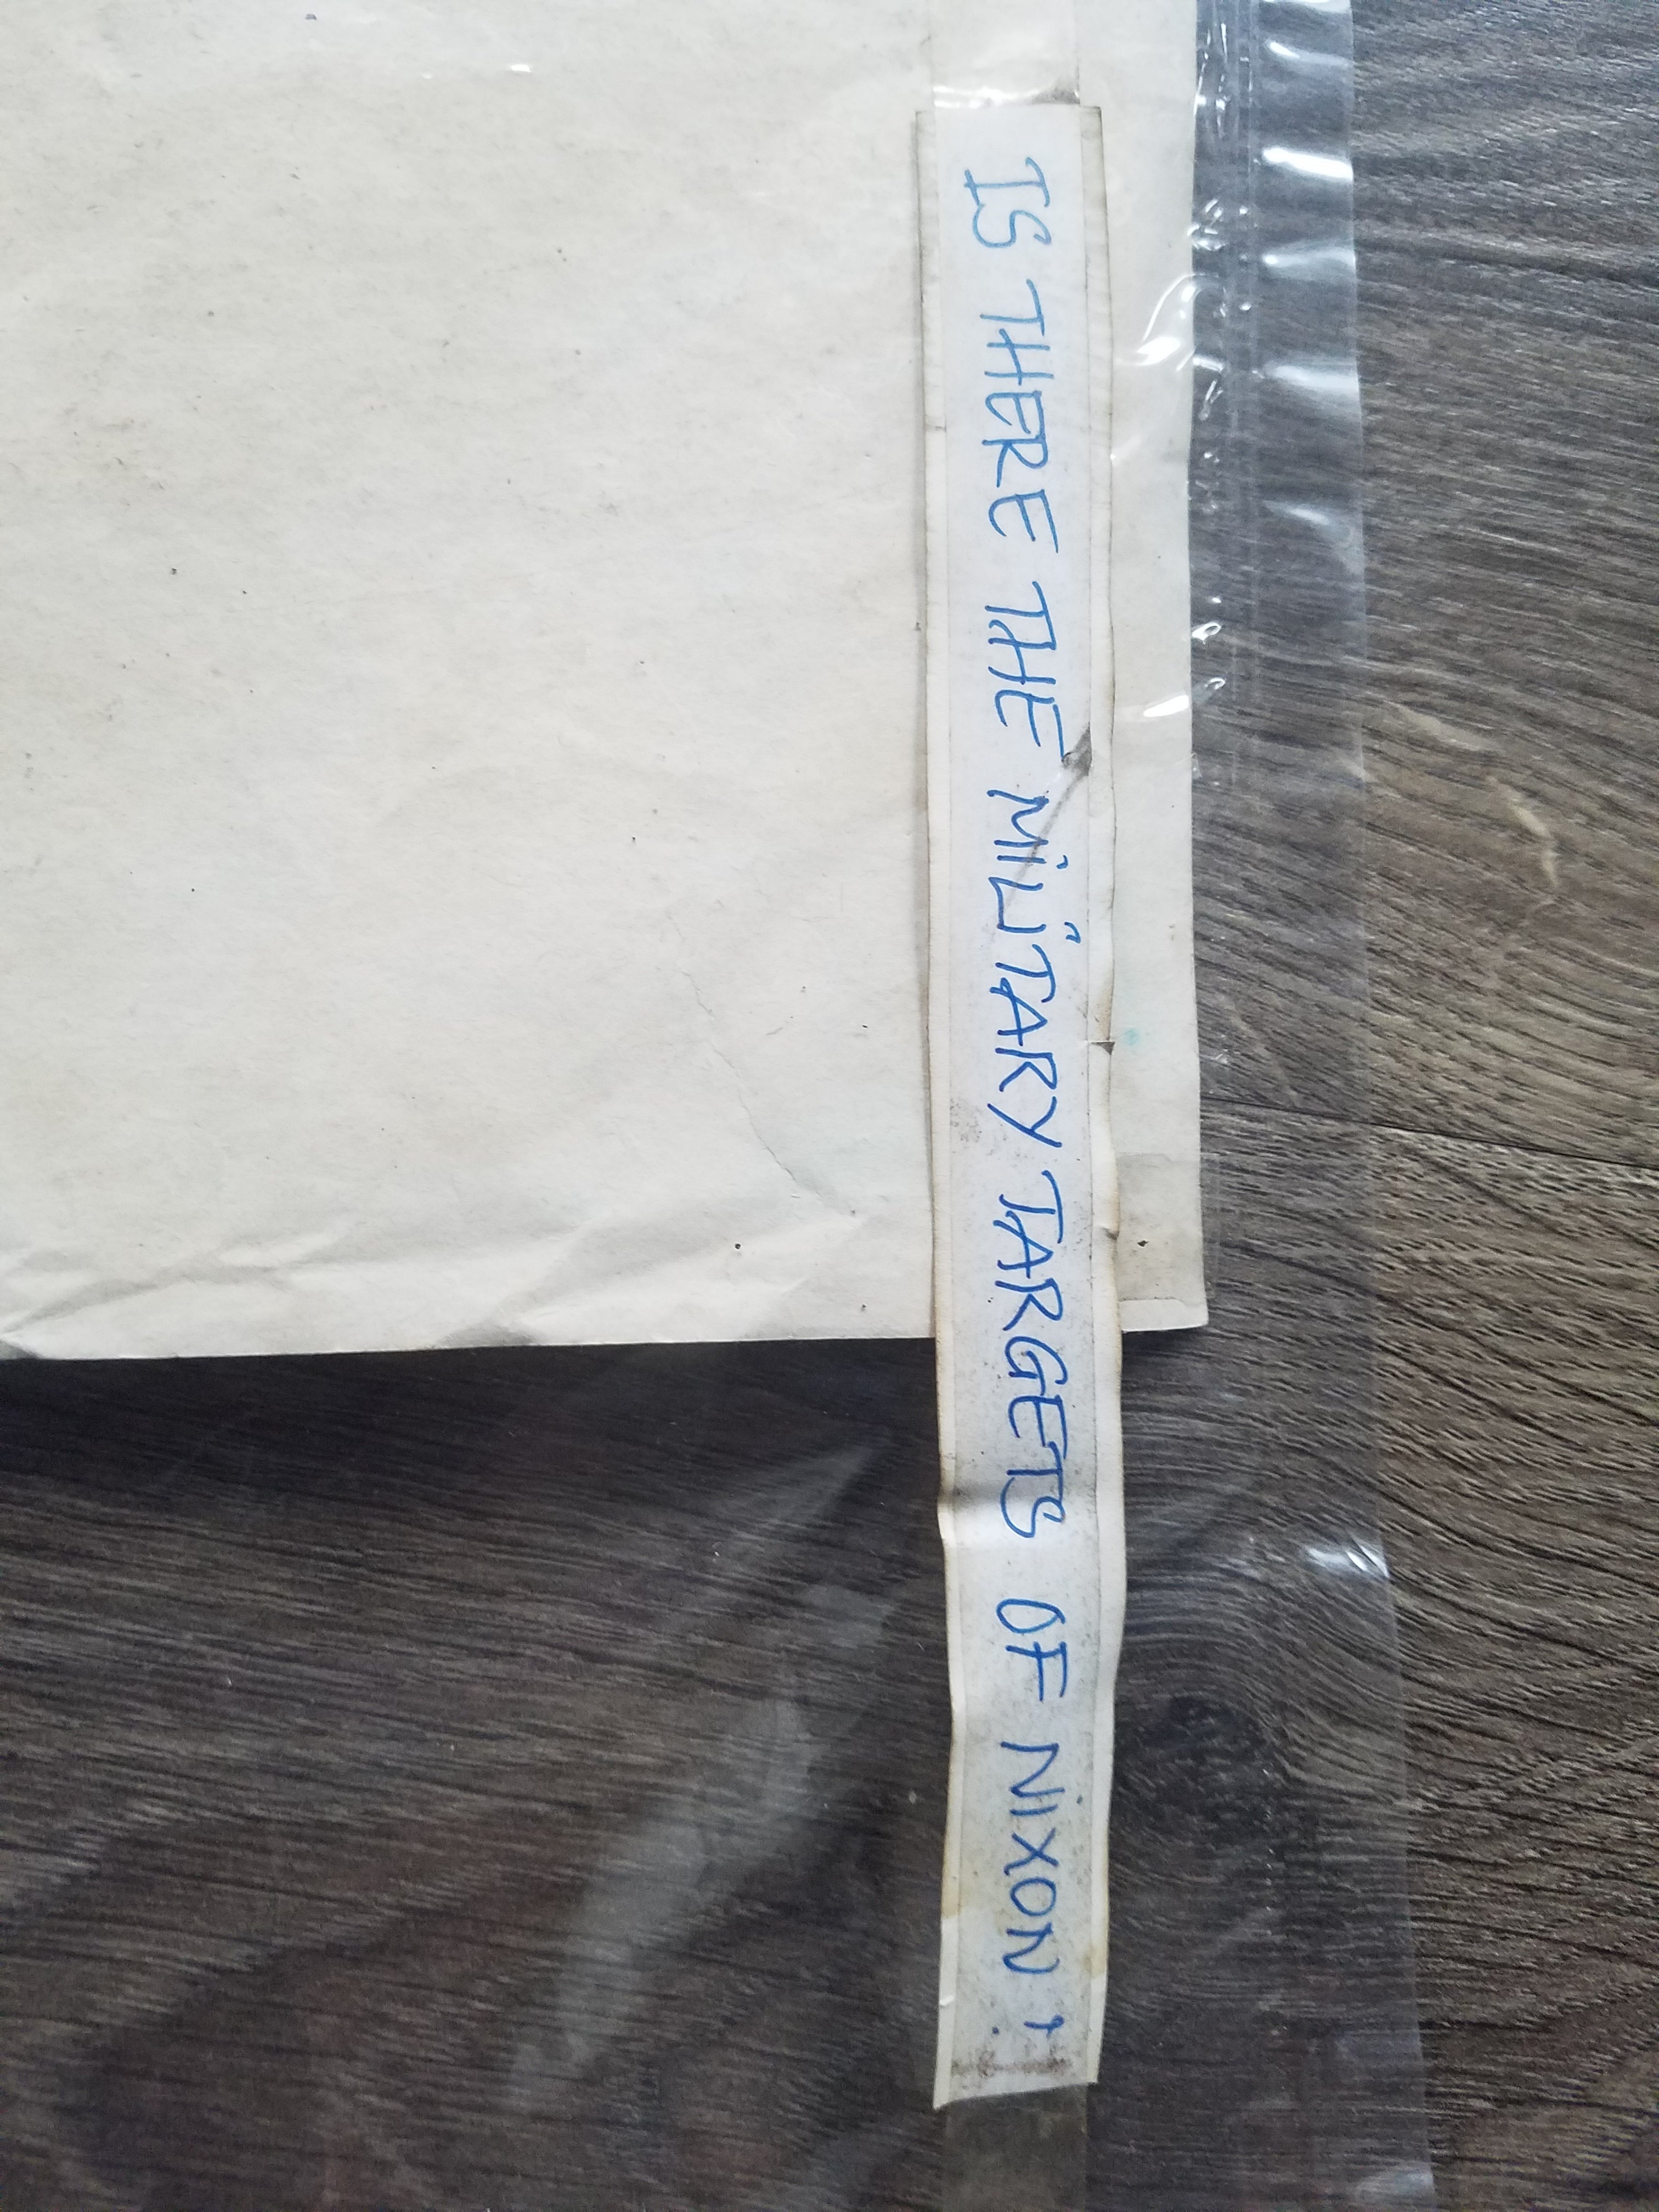 IS THERE THE MILITARY TARGETS OF NIXON ?